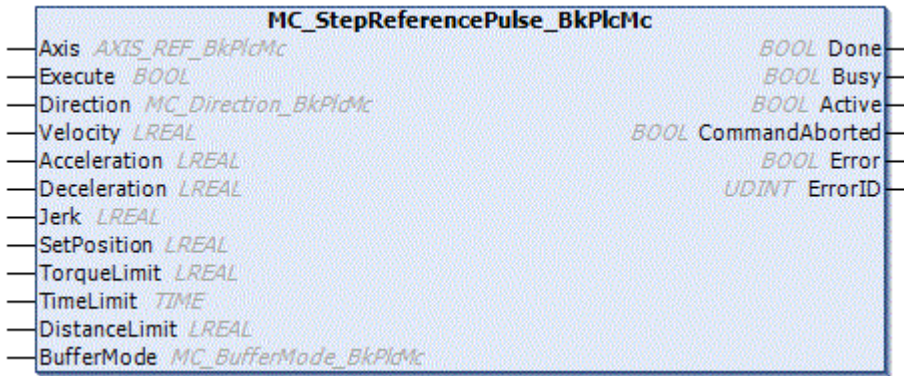 MC_StepReferencePulse_BkPlcMc
Axis AXIS_REF_BkPlcMc BOOL Done
Execute BOOL BOOL Busy
Direction MC_Direction_BkPlcMc BOOL Active
Velocity LREAL BOOL CommandAborted
Acceleration LREAL BOOL Error
Deceleration LREAL UDINT ErrorID
Jerk LREAL
SetPosition LREAL
TorqueLimit LREAL
TimeLimit TIME
DistanceLimit LREAL
BufferMode MC_BufferMode_BkPlcMc